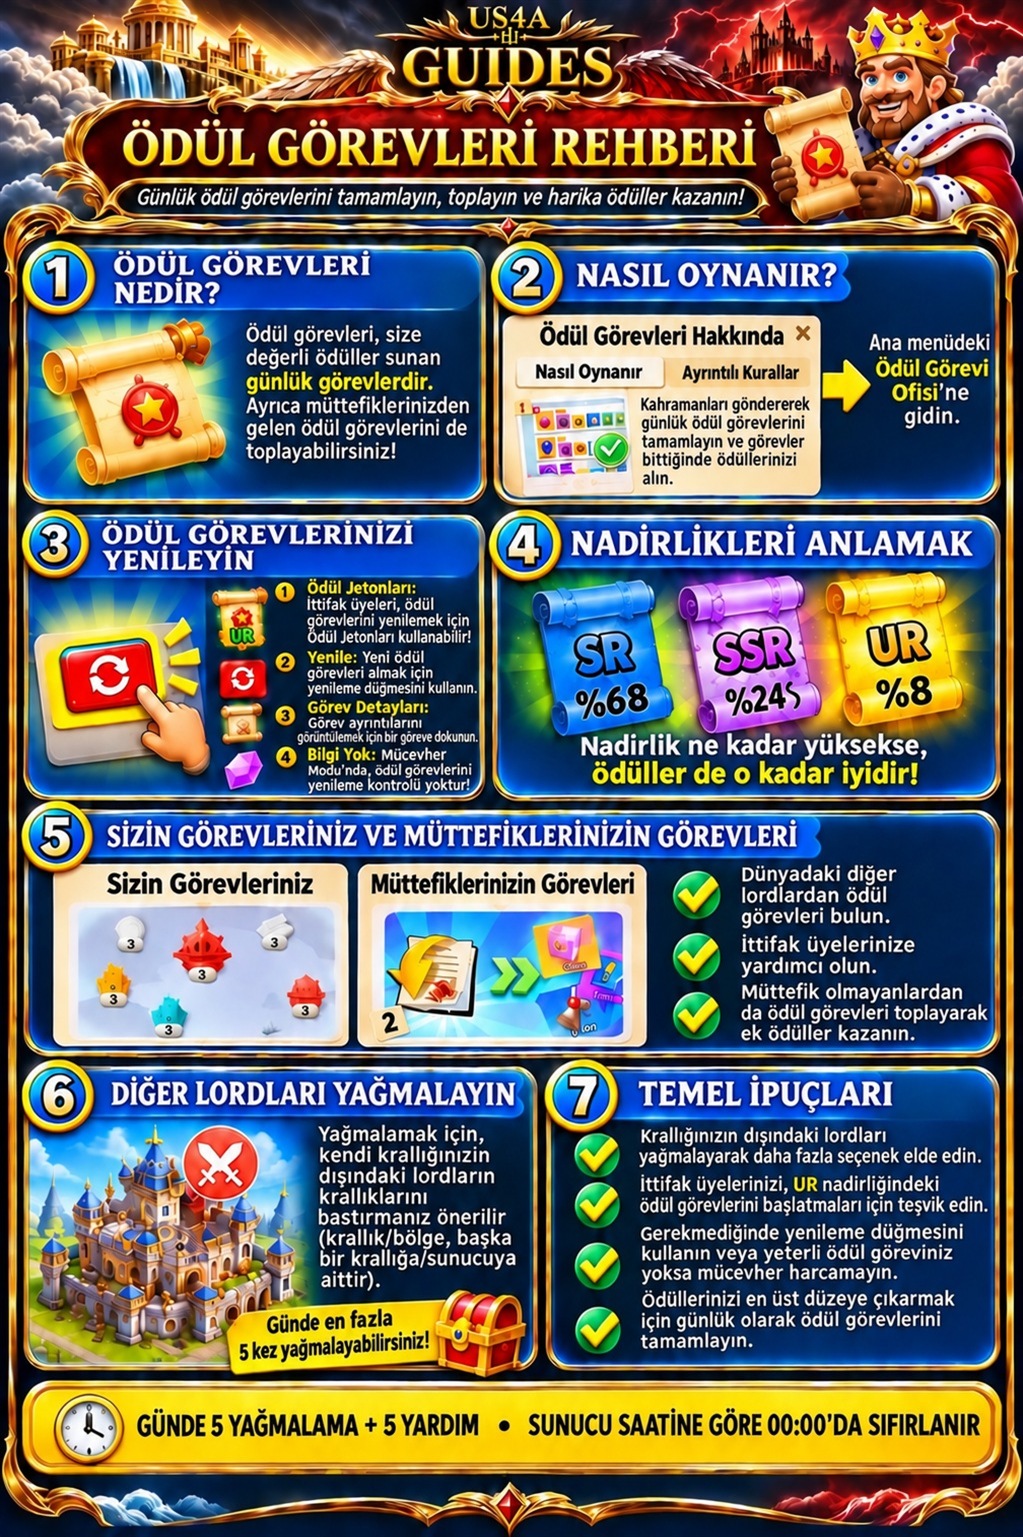 US4A
HJ
GUIDES
ÖDÜL GÖREVLERİ REHBERİ
Günlük ödül görevlerini tamamlayın, toplayın ve harika ödüller kazanın!
1
ÖDÜL GÖREVLERİ
NEDİR?
Ödül görevleri, size
değerli ödüller sunan
günlük görevlerdir.
Ayrıca müttefiklerinizden
gelen ödül görevlerini de
toplayabilirsiniz!
2
NASIL OYNANIR?
Ödül Görevleri Hakkında
Nasıl Oynanır
Ayrıntılı Kurallar
1
Kahramanları göndererek
günlük ödül görevlerini
tamamlayın ve görevler
bittiğinde ödüllerinizi
alın.
Ana menüdeki
Ödül Görevi
Ofisi'ne
gidin.
3
ÖDÜL GÖREVLERİNİZİ
YENİLEYİN
UR
1 Ödül Jetonları:
İttifak üyeleri, ödül
görevlerini yenilemek için
Ödül Jetonları kullanabilir!
2 Yenile: Yeni ödül
görevleri almak için
yenileme düğmesini kullanın.
3 Görev Detayları:
Görev ayrıntılarını
görüntülemek için bir göreve dokunun.
4 Bilgi Yok: Mücevher
Modu'nda, ödül görevlerini
yenileme kontrolü yoktur!
4
NADİRLİKLERİ ANLAMAK
SR
%68
SSR
%24
UR
%8
Nadirlik ne kadar yüksekse,
ödüller de o kadar iyidir!
5
SİZİN GÖREVLERİNİZ VE MÜTTEFİKLERİNİZİN GÖREVLERİ
Sizin Görevleriniz
3
3
3
3
3
3
Müttefiklerinizin Görevleri
2
Dünyadaki diğer
lordlardan ödül
görevleri bulun.
İttifak üyelerinize
yardımcı olun.
Müttefik olmayanlardan
da ödül görevleri toplayarak
ek ödüller kazanın.
6
DİĞER LORDLARI YAĞMALAYIN
Yağmalamak için,
kendi krallığınızın
dışındaki lordların
krallıklarını
bastırmanız önerilir
(krallık/bölge, başka
bir krallığa/sunucuya
aittir).
Günde en fazla
5 kez yağmalayabilirsiniz!
7
TEMEL İPUÇLARI
Krallığınızın dışındaki lordları
yağmalayarak daha fazla seçenek elde edin.
İttifak üyelerinizi, UR nadirliğindeki
ödül görevlerini başlatmaları için teşvik edin.
Gerekmediğinde yenileme düğmesini
kullanın veya yeterli ödül göreviniz
yoksa mücevher harcamayın.
Ödüllerinizi en üst düzeye çıkarmak
için günlük olarak ödül görevlerini
tamamlayın.
GÜNDE 5 YAĞMALAMA + 5 YARDIM • SUNUCU SAATİNE GÖRE 00:00'DA SIFIRLANIR